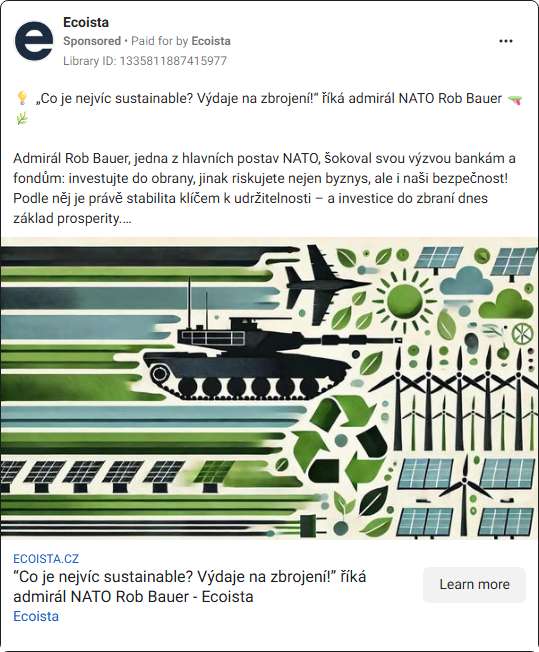 Ecoista
Sponsored • Paid for by Ecoista
Library ID: 1335811887415977
💡 „Co je nejvíc sustainable? Výdaje na zbrojení!“ říká admirál NATO Rob Bauer 🔫
🌿
Admirál Rob Bauer, jedna z hlavních postav NATO, šokoval svou výzvou bankám a
fondům: investujte do obrany, jinak riskujete nejen byznys, ale i naši bezpečnost!
Podle něj je právě stabilita klíčem k udržitelnosti – a investice do zbraní dnes
základ prosperity....
ECOISTA.CZ
“Co je nejvíc sustainable? Výdaje na zbrojení!” říká
admirál NATO Rob Bauer - Ecoista
Ecoista
Learn more